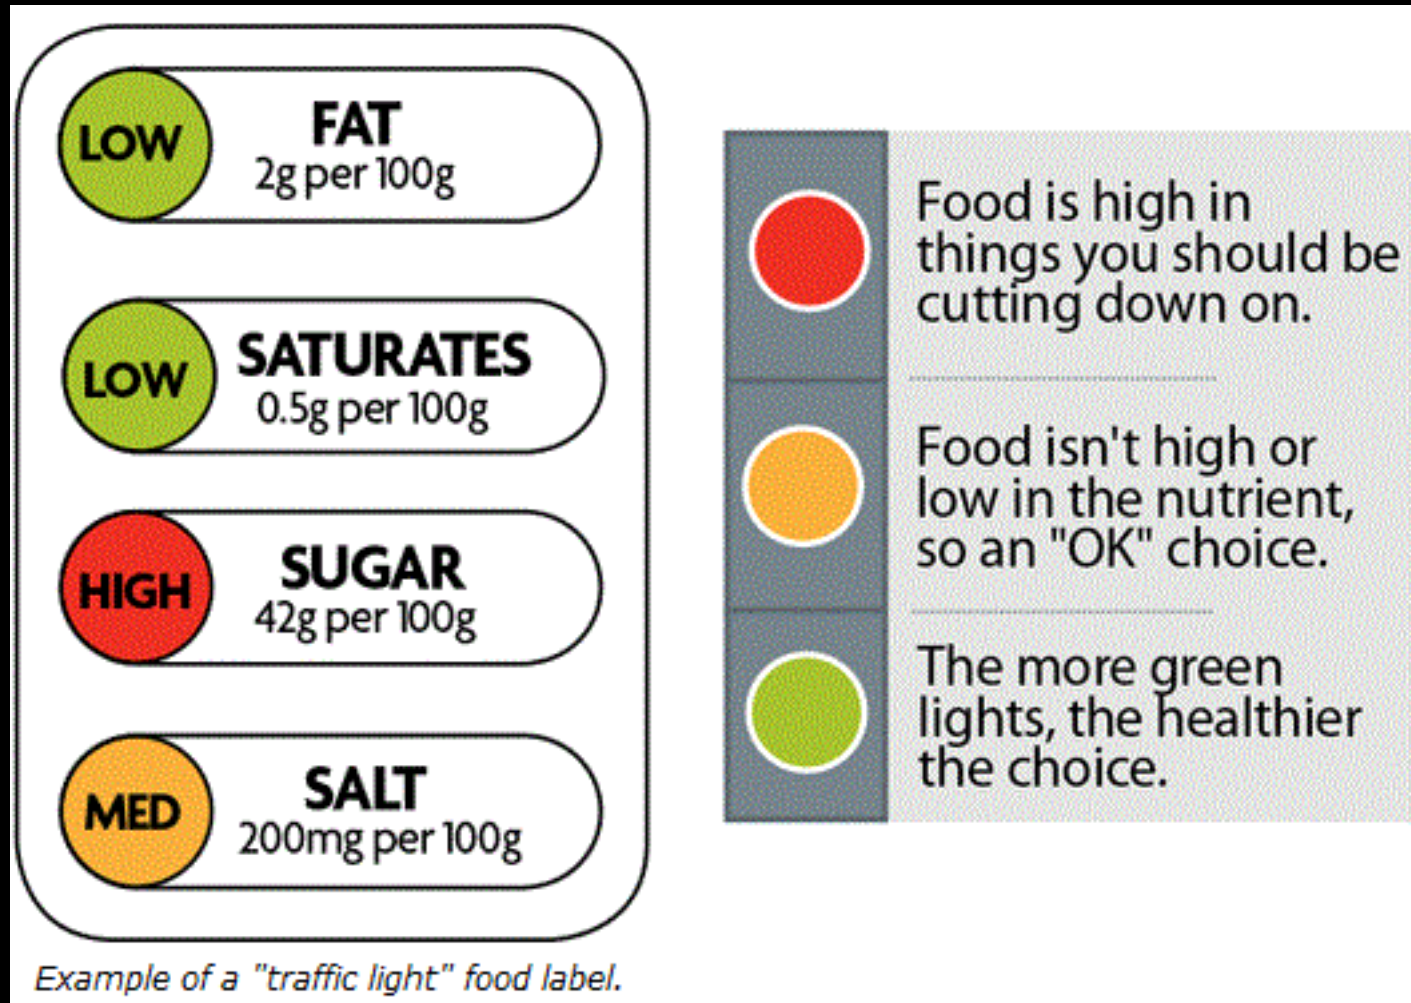 LOW
FAT
2g per 100g
LOW
SATURATES
0.5g per 100g
HIGH
SUGAR
42g per 100g
MED
SALT
200mg per 100g
Example of a "traffic light" food label.
Food is high in
things you should be
cutting down on.
Food isn't high or
low in the nutrient,
so an "OK" choice.
The more green
lights, the healthier
the choice.